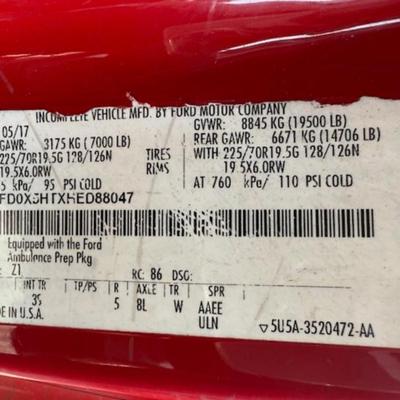 INCOMPLETE VEHICLE MFD. BY FORD MOTOR COMPANY
05/17 GVWR: 8845 KG (19500 LB)
GAWR: 3175 KG ( 7000 LB) REAR GAWR: 6671 KG (14706 LB)
225/70R19.5G 128/126N TIRES WITH 225/70R19.5G 128/126N
19.5X6.0RW RIMS 19.5X6.0RW
5 kPa/ 95 PSI COLD AT 760 kPa/ 110 PSI COLD
FD0X5HTXHED88047
Equipped with the Ford
Ambulance Prep Pkg
Z1 RC: 86 DSG:
INT TR TP/PS R AXLE TR SPR
3S 5 8L W AAEE
DE IN U.S.A. ULN ▽5U5A-3520472-AA